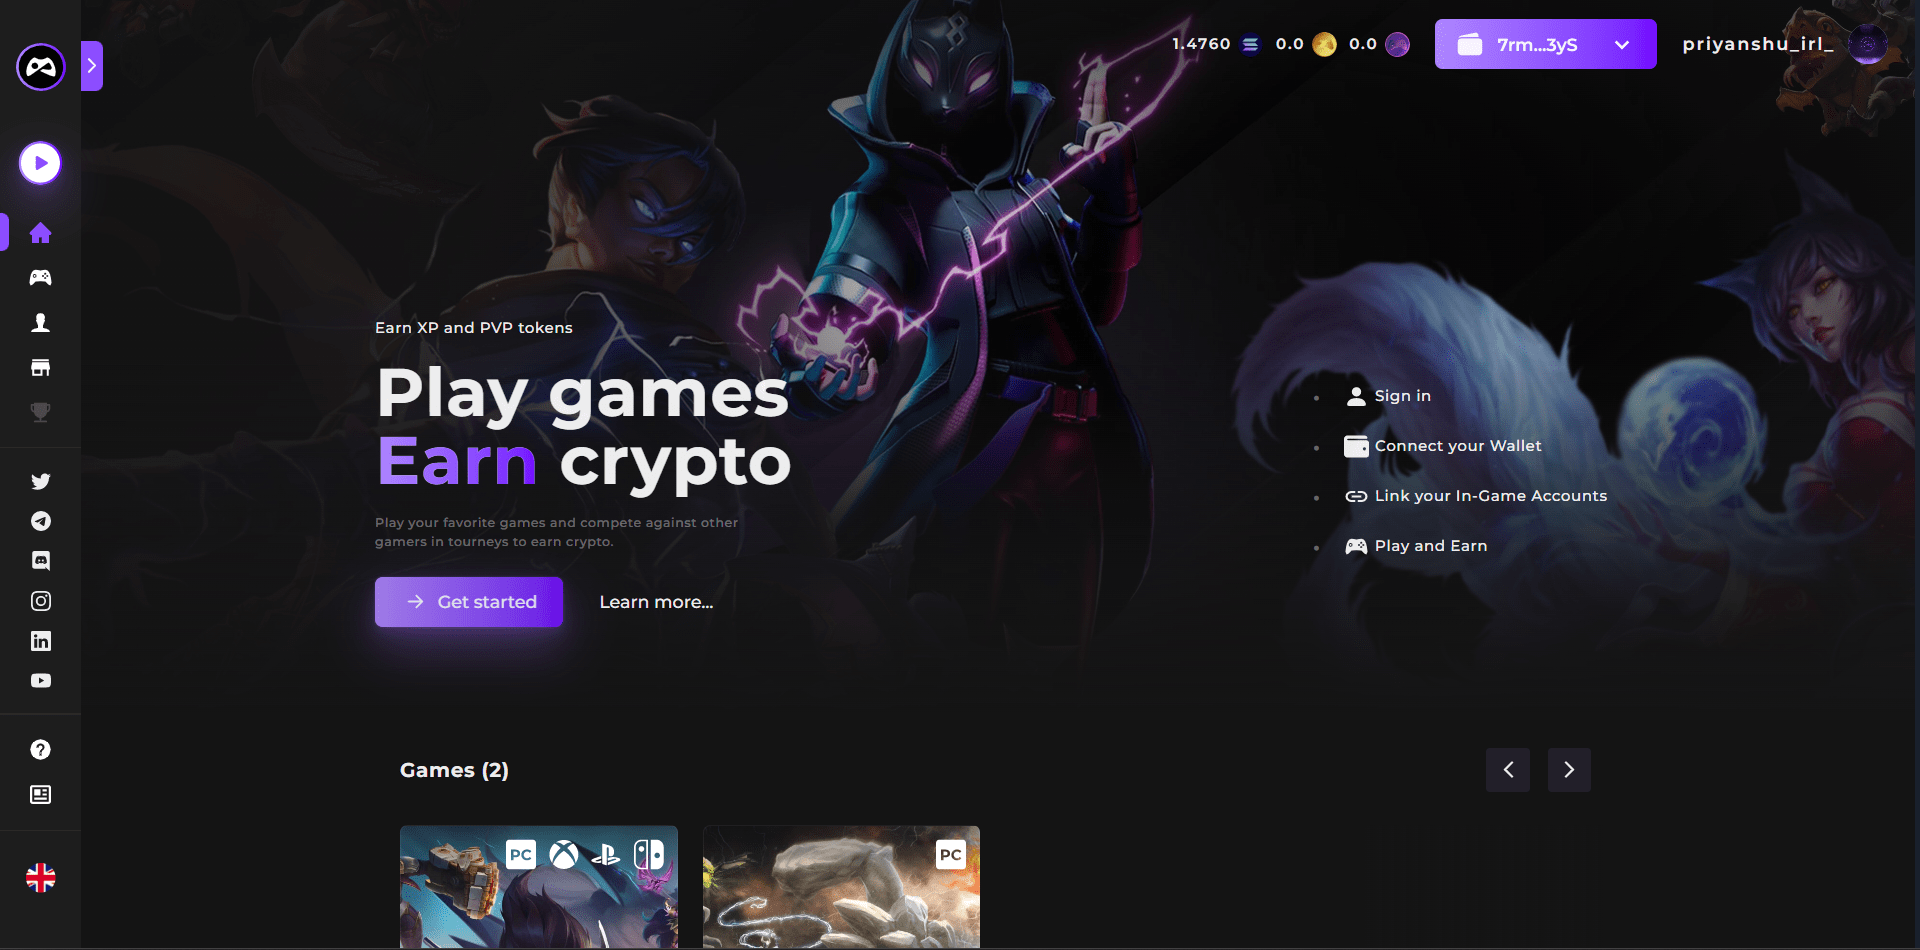 1.4760 0.0 0.0 7rm...3yS priyanshu_irl_
Earn XP and PVP tokens
Play games
Earn crypto
Play your favorite games and compete against other
gamers in tourneys to earn crypto.
Get started Learn more...
Sign in
Connect your Wallet
Link your In-Game Accounts
Play and Earn
Games (2)
PC
PC